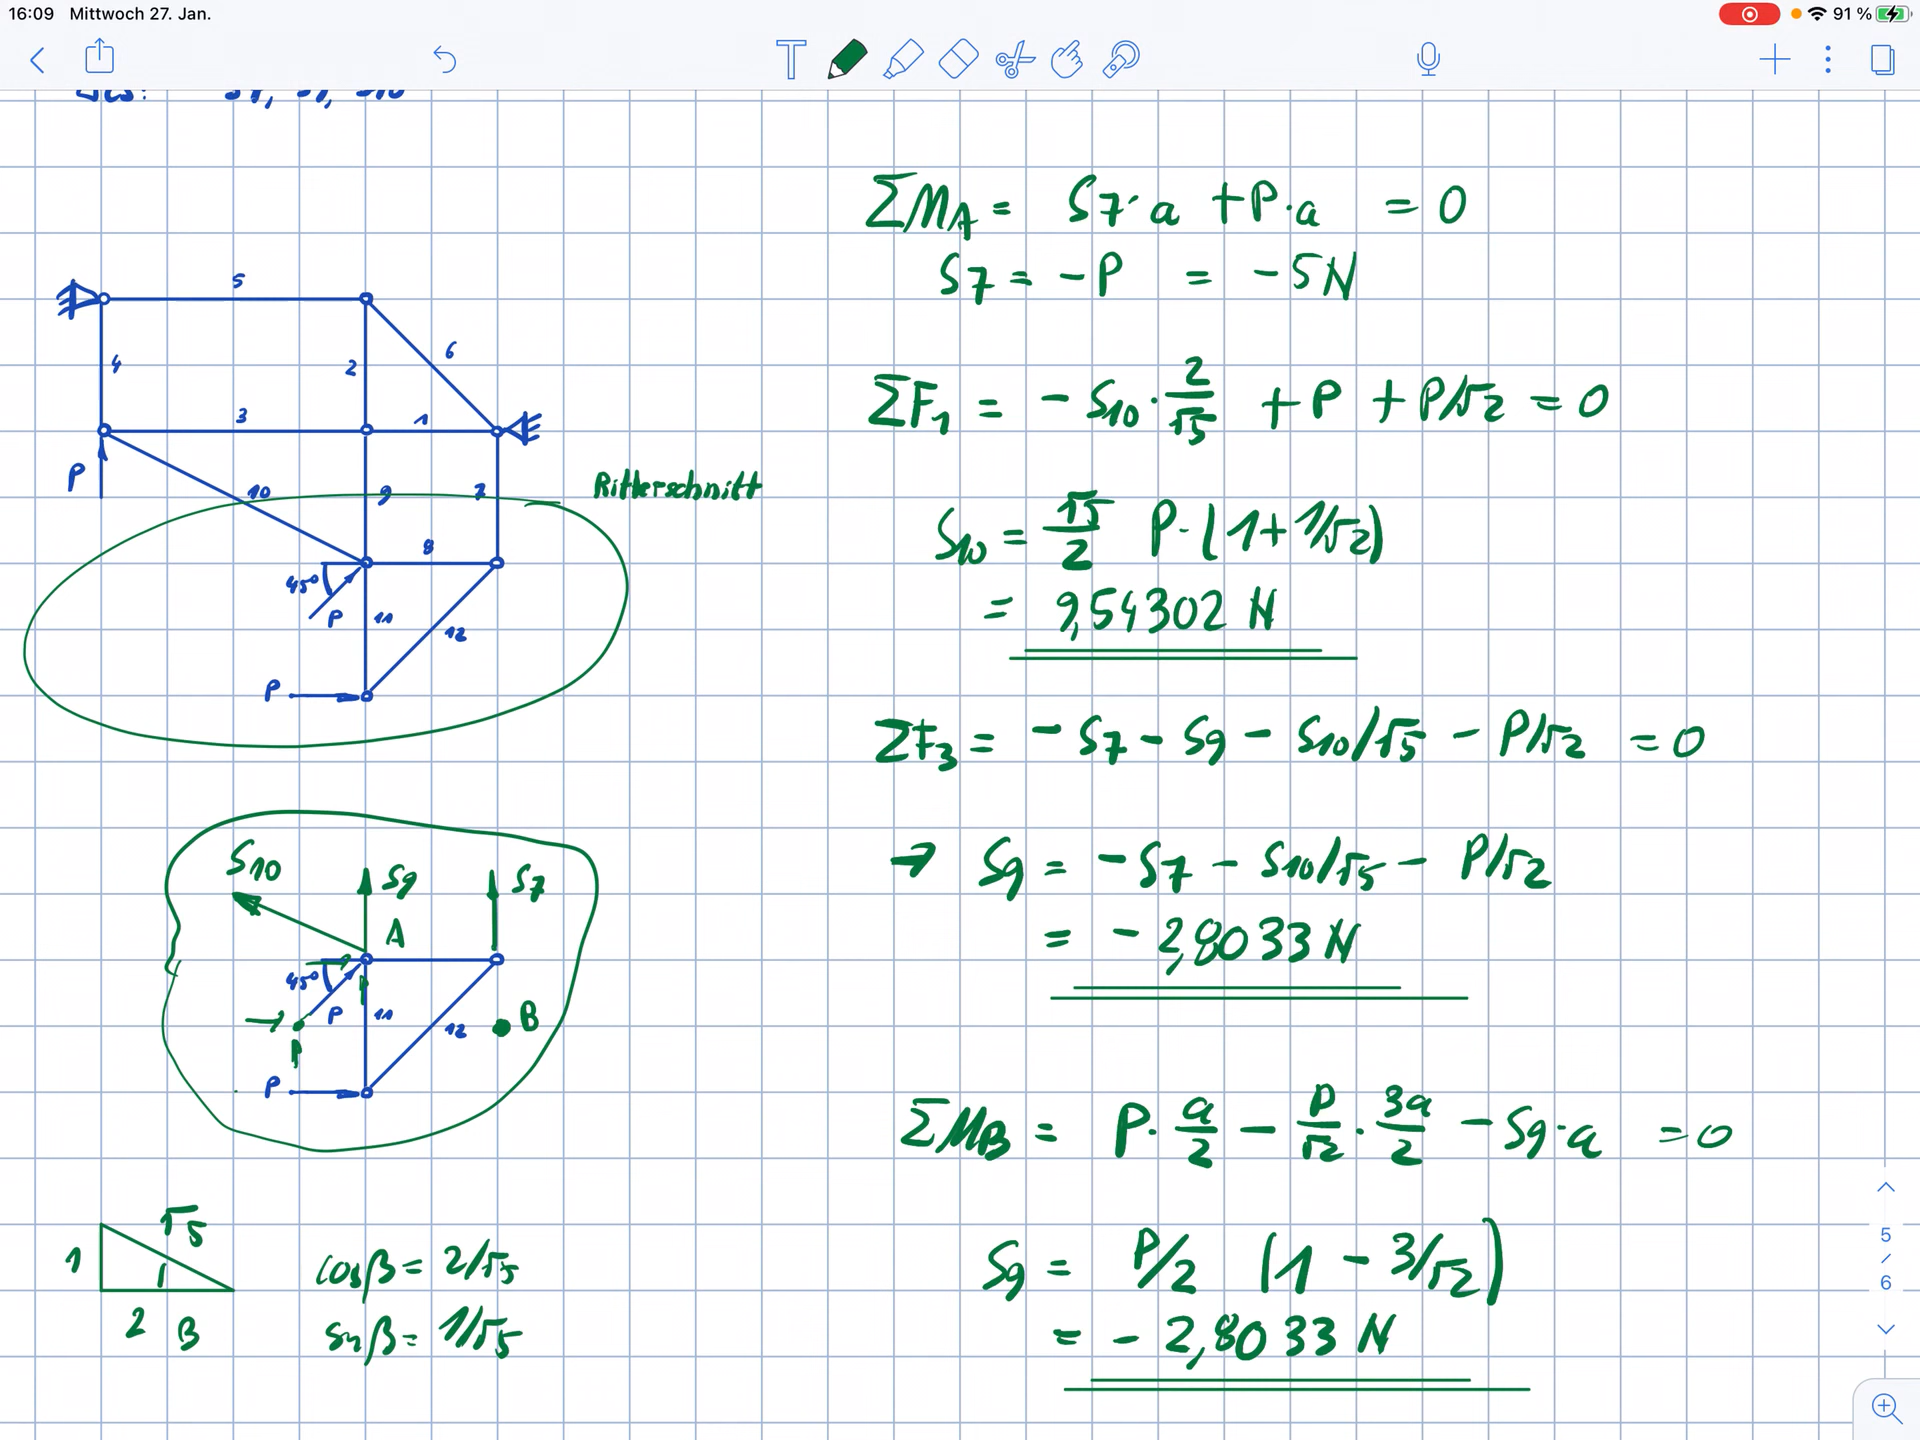 16:09 Mittwoch 27. Jan.
91 %
T
5
4
2
6
3
1
P
10
9
7
Ritterschnitt
8
45°
P
11
12
P
S10
S9
S7
A
45°
P
11
12
B
P
P
1
√5
2 B
cosβ = 2/√5
sinβ = 1/√5
ΣMA = S7·a + P·a = 0
S7 = -P = -5N
ΣF1 = -S10·2/√5 + P + P/√2 = 0
S10 = √5/2 P·(1+1/√2)
= 9,54302 N
ΣF3 = -S7 - S9 - S10/√5 - P/√2 = 0
→ S9 = -S7 - S10/√5 - P/√2
= -2,8033 N
ΣMB = P·a/2 - P/√2·3a/2 - S9·a = 0
S9 = P/2 (1 - 3/√2)
= -2,8033 N
5
/
6